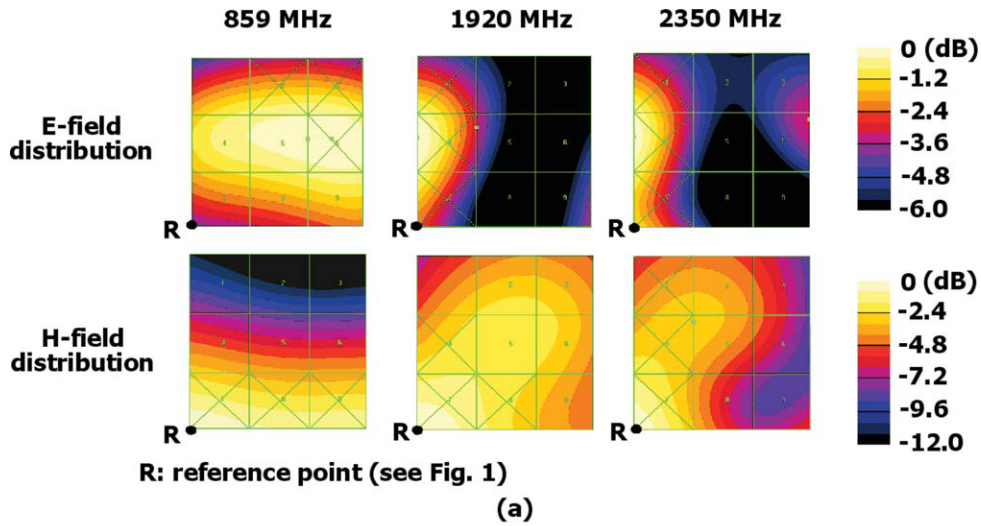 859 MHz 1920 MHz 2350 MHz
E-field
distribution
0 (dB)
-1.2
-2.4
-3.6
-4.8
-6.0
R R R
H-field
distribution
0 (dB)
-2.4
-4.8
-7.2
-9.6
-12.0
R R R
R: reference point (see Fig. 1)
(a)